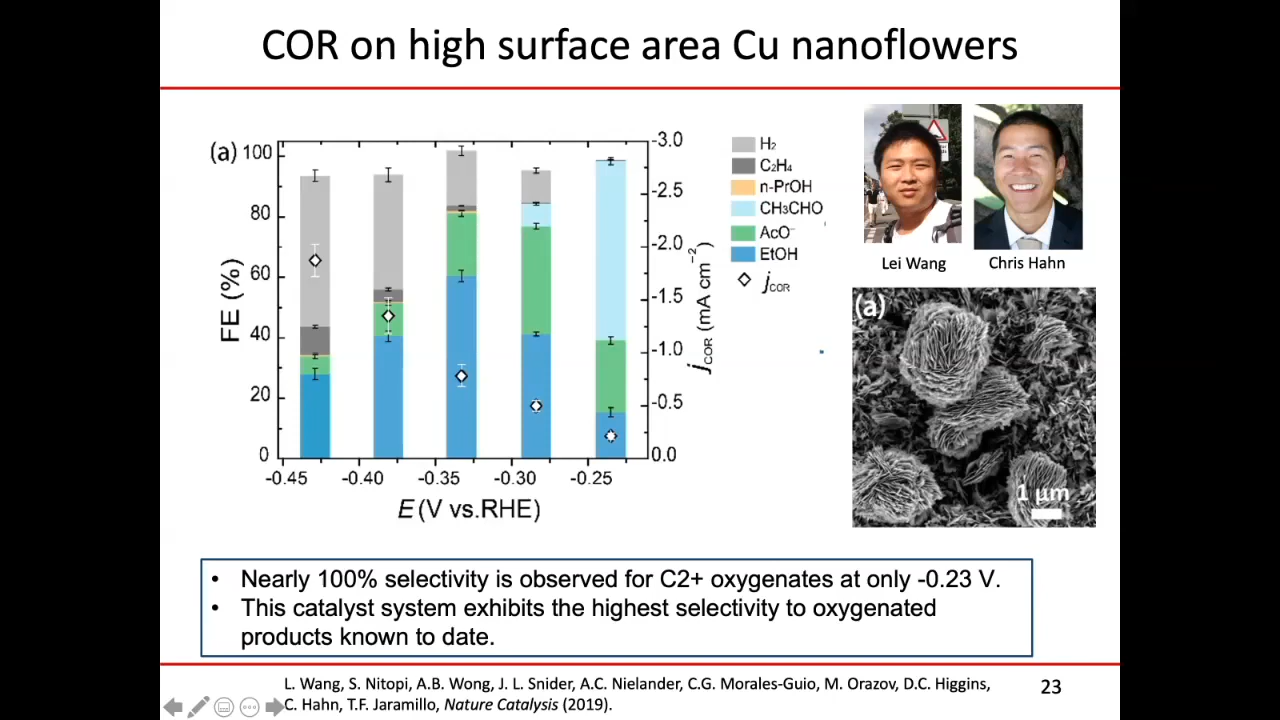 COR on high surface area Cu nanoflowers
(a)
100
80
60
40
20
0
FE (%)
-3.0
-2.5
-2.0
-1.5
-1.0
-0.5
0.0
jCOR (mA cm⁻²)
-0.45 -0.40 -0.35 -0.30 -0.25
E (V vs.RHE)
H₂
C₂H₄
n-PrOH
CH₃CHO
AcO⁻
EtOH
jCOR
Lei Wang
Chris Hahn
(a)
1 µm
• Nearly 100% selectivity is observed for C2+ oxygenates at only -0.23 V.
• This catalyst system exhibits the highest selectivity to oxygenated
products known to date.
L. Wang, S. Nitopi, A.B. Wong, J. L. Snider, A.C. Nielander, C.G. Morales-Guio, M. Orazov, D.C. Higgins,
C. Hahn, T.F. Jaramillo, Nature Catalysis (2019).
23